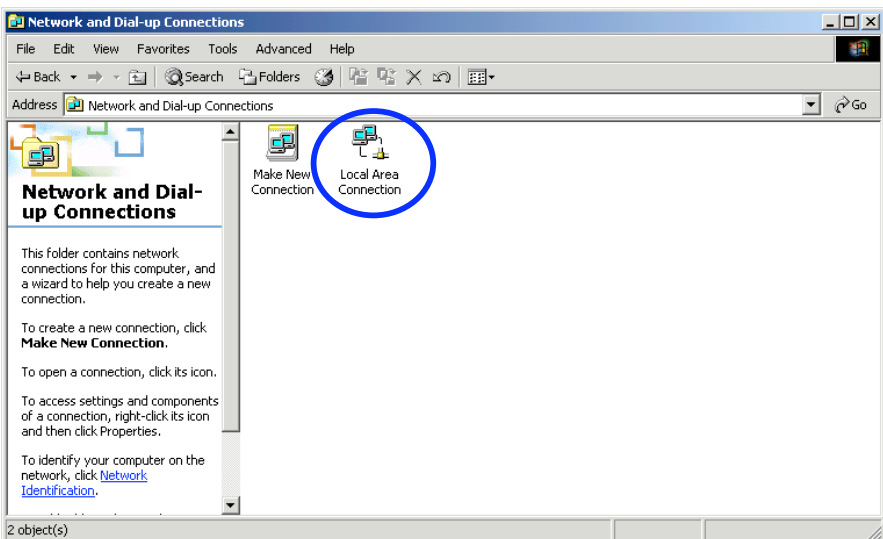 Network and Dial-up Connections
File Edit View Favorites Tools Advanced Help
Back Search Folders
Address Network and Dial-up Connections Go
Make New Connection
Local Area Connection
Network and Dial-
up Connections
This folder contains network
connections for this computer, and
a wizard to help you create a new
connection.
To create a new connection, click
Make New Connection.
To open a connection, click its icon.
To access settings and components
of a connection, right-click its icon
and then click Properties.
To identify your computer on the
network, click Network
Identification.
2 object(s)